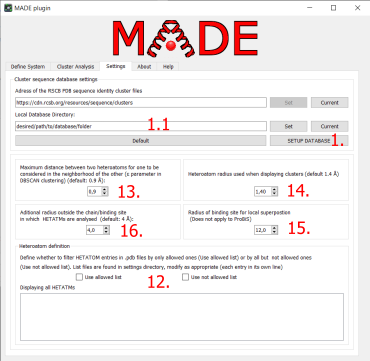 MADE plugin
MADE
Define System
Cluster Analysis
Settings
About
Help
Cluster sequence database settings
Adress of the RSCB PDB sequence identity cluster files
https://cdn.rcsb.org/resources/sequence/clusters
Set
Current
Local Database Directory:
desired/path/to/database/folder
1.1
Set
Current
Default
SETUP DATABASE
1.
Maximum distance between two heteroatoms for one to be
considered in the neighborhood of the other (ε parameter in
DBSCAN clustering) (default: 0.9 Å):
0,9
13.
Heteroatom radius used when displaying clusters (default 1.4 Å)
1,40
14.
Aditional radius outside the chain/binding site
in which HETATMs are analysed (default: 4 Å):
4,0
16.
Radius of binding site for local superpostion
(Does not apply to ProBiS)
12,0
15.
Heteroatom definition
Define whether to filter HETATOM entries in .pdb files by only allowed ones (Use allowed list) or by all but not allowed ones
(Use not allowed list). List files are found in settings directory, modify as appropriate (each entry in its own line)
Use allowed list
12.
Use not allowed list
Displaying all HETATMs